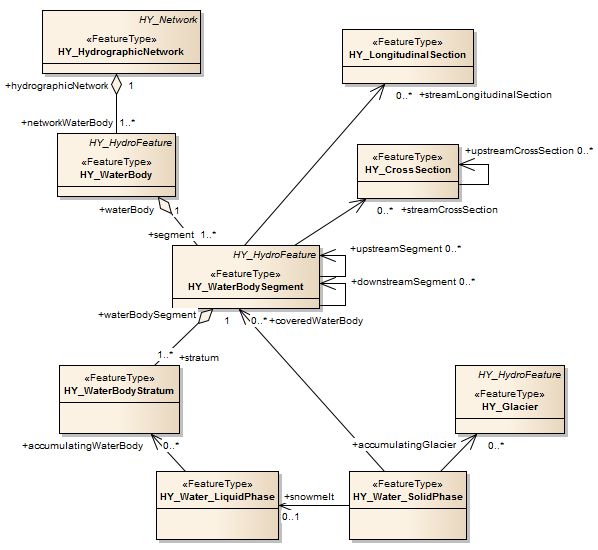 HY_Network
«FeatureType»
HY_HydrographicNetwork
+hydrographicNetwork 1
+networkWaterBody 1..*
HY_HydroFeature
«FeatureType»
HY_WaterBody
+waterBody 1
+segment 1..*
«FeatureType»
HY_LongitudinalSection
0..* +streamLongitudinalSection
«FeatureType»
HY_CrossSection
+upstreamCrossSection 0..*
0..* +streamCrossSection
HY_HydroFeature
«FeatureType»
HY_WaterBodySegment
+upstreamSegment 0..*
+downstreamSegment 0..*
+waterBodySegment 1
0..* +coveredWaterBody
1..* +stratum
«FeatureType»
HY_WaterBodyStratum
+accumulatingWaterBody 0..*
HY_HydroFeature
«FeatureType»
HY_Glacier
+accumulatingGlacier 0..*
«FeatureType»
HY_Water_LiquidPhase
+snowmelt
0..1
«FeatureType»
HY_Water_SolidPhase